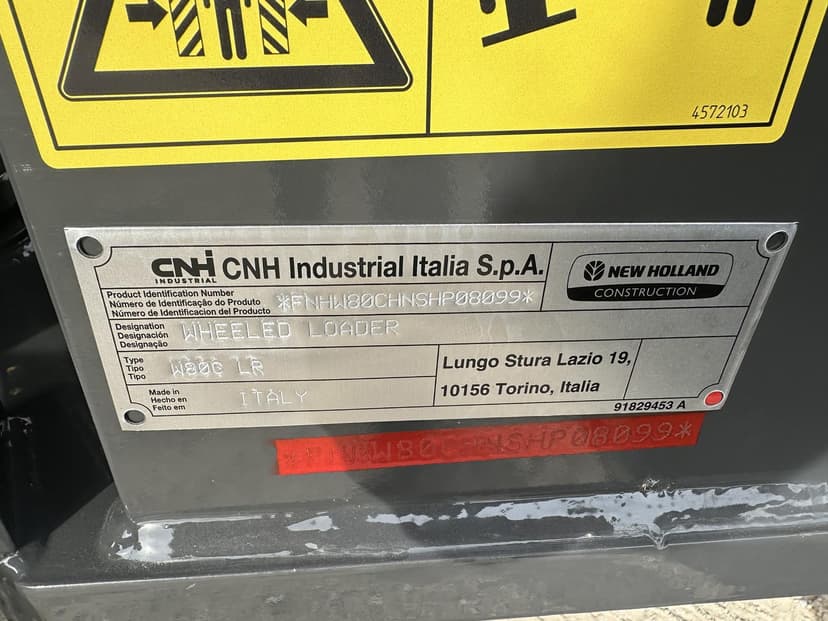 4572103
CNH
INDUSTRIAL
CNH Industrial Italia S.p.A.
NEW HOLLAND
CONSTRUCTION
Product Identification Number
Número de Identificação do Produto
Número de Identificacion del Producto
*FNHW80CHNSHP08099*
Designation
Designación
Designação
WHEELED LOADER
Type
Tipo
Tipo
W80C LR
Lungo Stura Lazio 19,
10156 Torino, Italia
Made in
Hecho en
Feito em
ITALY
91829453 A
*FNHW80CHNSHP08099*